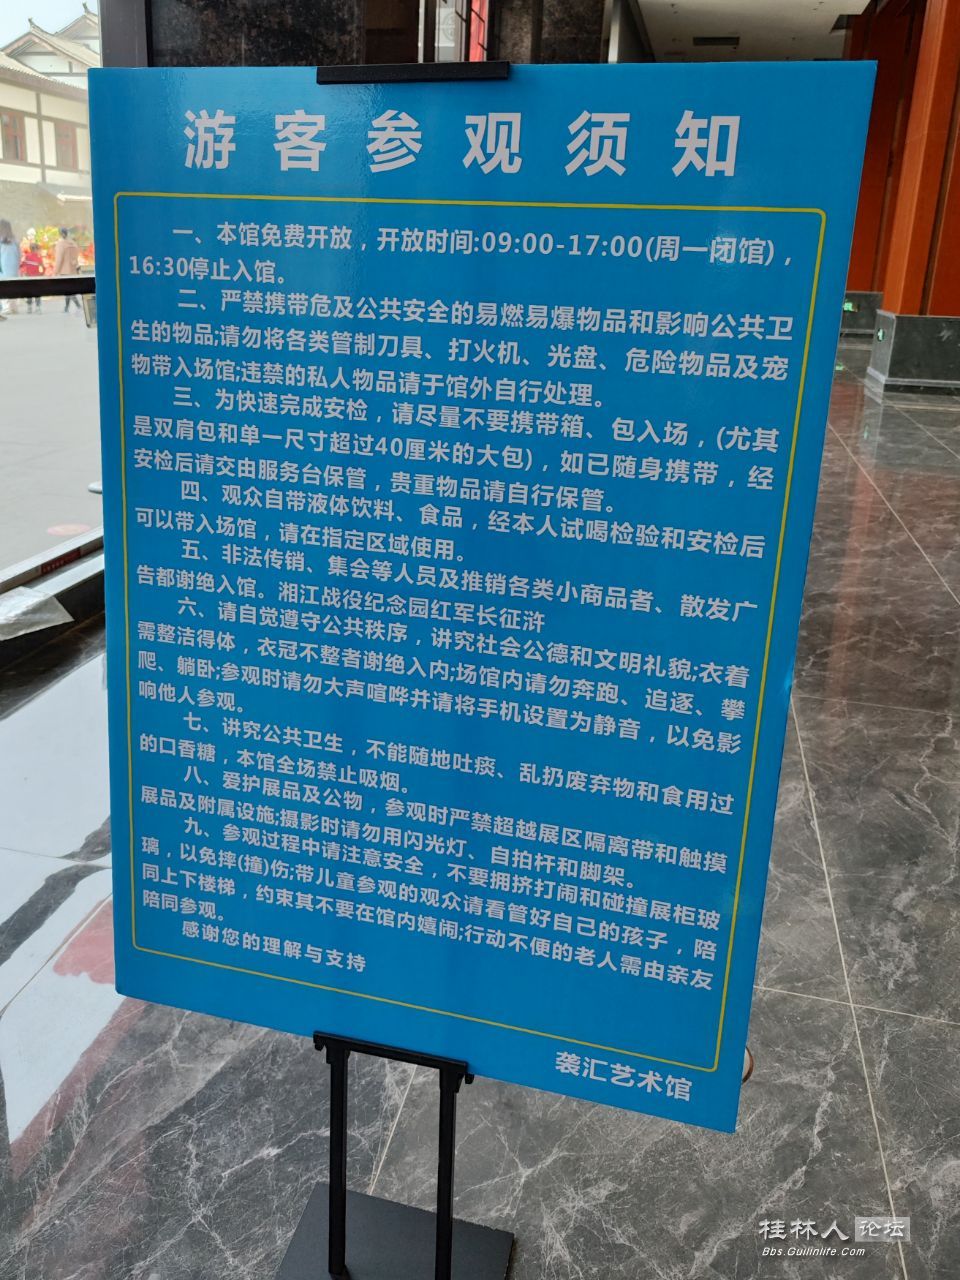 游客参观须知
一、本馆免费开放，开放时间:09:00-17:00(周一闭馆)，
16:30停止入馆。
二、严禁携带危及公共安全的易燃易爆物品和影响公共卫
生的物品;请勿将各类管制刀具、打火机、光盘、危险物品及宠
物带入场馆;违禁的私人物品请于馆外自行处理。
三、为快速完成安检，请尽量不要携带箱、包入场，(尤其
是双肩包和单一尺寸超过40厘米的大包)，如已随身携带，经
安检后请交由服务台保管，贵重物品请自行保管。
四、观众自带液体饮料、食品，经本人试喝检验和安检后
可以带入场馆，请在指定区域使用。
五、非法传销、集会等人员及推销各类小商品者、散发广
告都谢绝入馆。湘江战役纪念园红军长征浒
六、请自觉遵守公共秩序，讲究社会公德和文明礼貌;衣着
需整洁得体，衣冠不整者谢绝入内;场馆内请勿奔跑、追逐、攀
爬、躺卧;参观时请勿大声喧哗并请将手机设置为静音，以免影
响他人参观。
七、讲究公共卫生，不能随地吐痰、乱扔废弃物和食用过
的口香糖，本馆全场禁止吸烟。
八、爱护展品及公物，参观时严禁超越展区隔离带和触摸
展品及附属设施;摄影时请勿用闪光灯、自拍杆和脚架。
九、参观过程中请注意安全，不要拥挤打闹和碰撞展柜玻
璃，以免摔(撞)伤;带儿童参观的观众请看管好自己的孩子，陪
同上下楼梯，约束其不要在馆内嬉闹;行动不便的老人需由亲友
陪同参观。
感谢您的理解与支持
袭汇艺术馆
桂林人论坛
Bbs.Guilinlife.Com